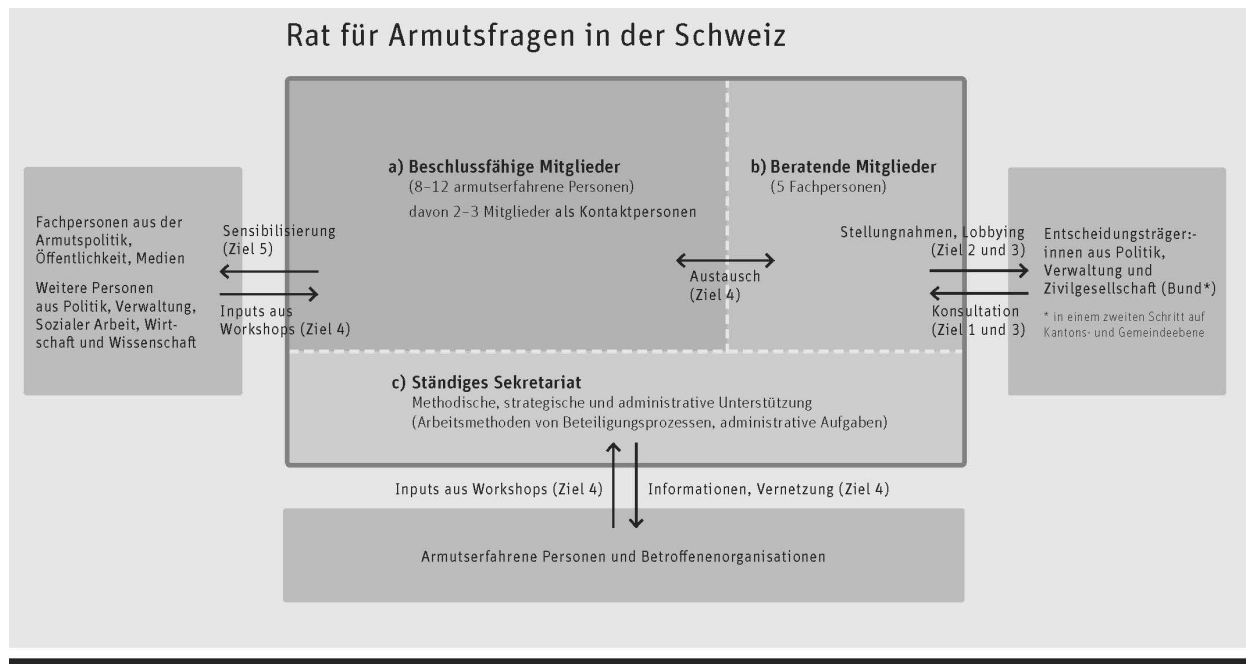 Rat für Armutsfragen in der Schweiz
a) Beschlussfähige Mitglieder
(8–12 armutserfahrene Personen)
davon 2–3 Mitglieder als Kontaktpersonen
b) Beratende Mitglieder
(5 Fachpersonen)
Fachpersonen aus der
Armutspolitik,
Öffentlichkeit, Medien
Weitere Personen
aus Politik, Verwaltung,
Sozialer Arbeit, Wirt-
schaft und Wissenschaft
Sensibilisierung
(Ziel 5)
Inputs aus
Workshops (Ziel 4)
Austausch
(Ziel 4)
Stellungnahmen, Lobbying
(Ziel 2 und 3)
Konsultation
(Ziel 1 und 3)
Entscheidungsträger:-
innen aus Politik,
Verwaltung und
Zivilgesellschaft (Bund*)
* in einem zweiten Schritt auf
Kantons- und Gemeindeebene
c) Ständiges Sekretariat
Methodische, strategische und administrative Unterstützung
(Arbeitsmethoden von Beteiligungsprozessen, administrative Aufgaben)
Inputs aus Workshops (Ziel 4)
Informationen, Vernetzung (Ziel 4)
Armutserfahrene Personen und Betroffenenorganisationen